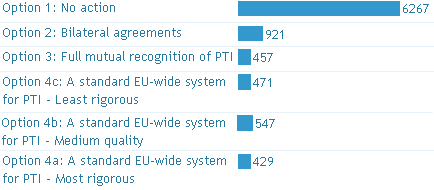 Option 1: No action 6267
Option 2: Bilateral agreements 921
Option 3: Full mutual recognition of PTI 457
Option 4c: A standard EU-wide system 471
for PTI - Least rigorous
Option 4b: A standard EU-wide system 547
for PTI - Medium quality
Option 4a: A standard EU-wide system 429
for PTI - Most rigorous